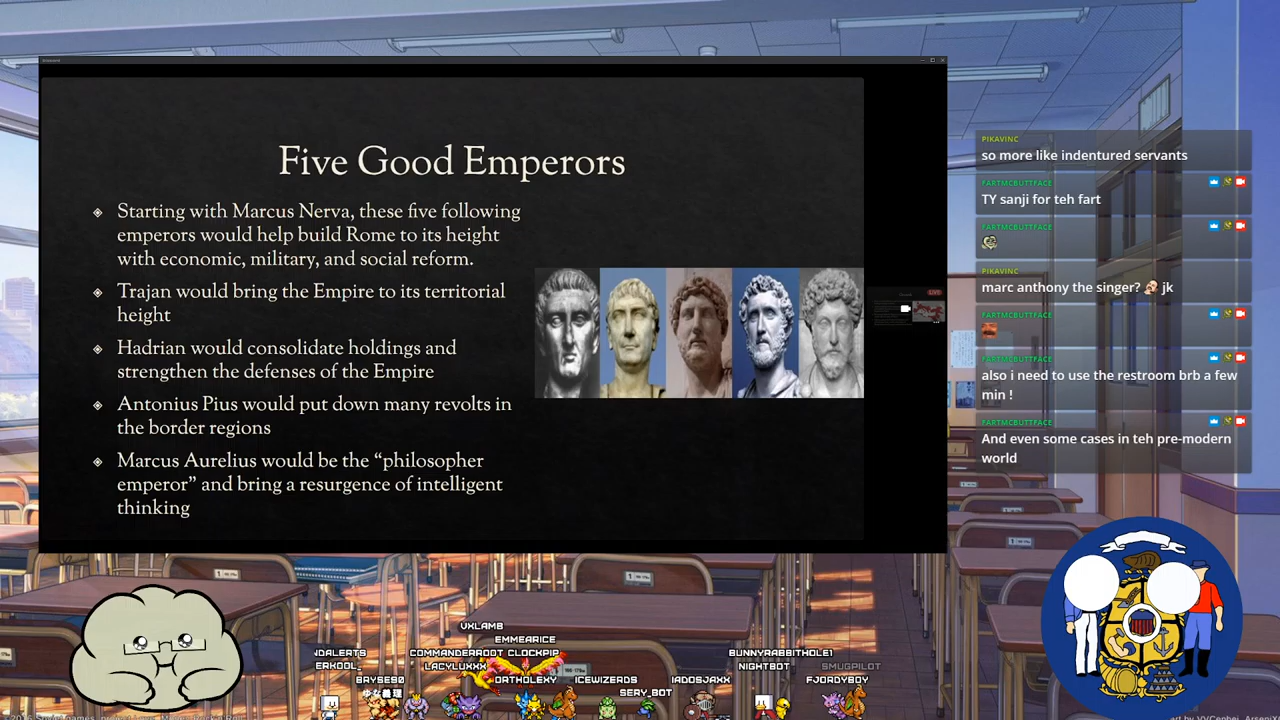 Five Good Emperors
Starting with Marcus Nerva, these five following
emperors would help build Rome to its height
with economic, military, and social reform.
Trajan would bring the Empire to its territorial
height
Hadrian would consolidate holdings and
strengthen the defenses of the Empire
Antonius Pius would put down many revolts in
the border regions
Marcus Aurelius would be the “philosopher
emperor” and bring a resurgence of intelligent
thinking
LIVE
PIKAVINC
so more like indentured servants
FARTMCBUTTFACE
TY sanji for teh fart
FARTMCBUTTFACE
PIKAVINC
marc anthony the singer? jk
FARTMCBUTTFACE
FARTMCBUTTFACE
also i need to use the restroom brb a few
min !
FARTMCBUTTFACE
And even some cases in teh pre-modern
world
VXLAMB
EMMEARICE
NDALERTS
COMMANDERROOT
CLOCKPIP
BUNNYRABBITHOLE1
ERKOOL_
LACYLUXXX
NIGHTBOT
SMUGPILOT
BAYSE80
ORTHOLEXY
ICEWIZERDS
IADOSJAXX
FJORDYBOY
SERY_BOT